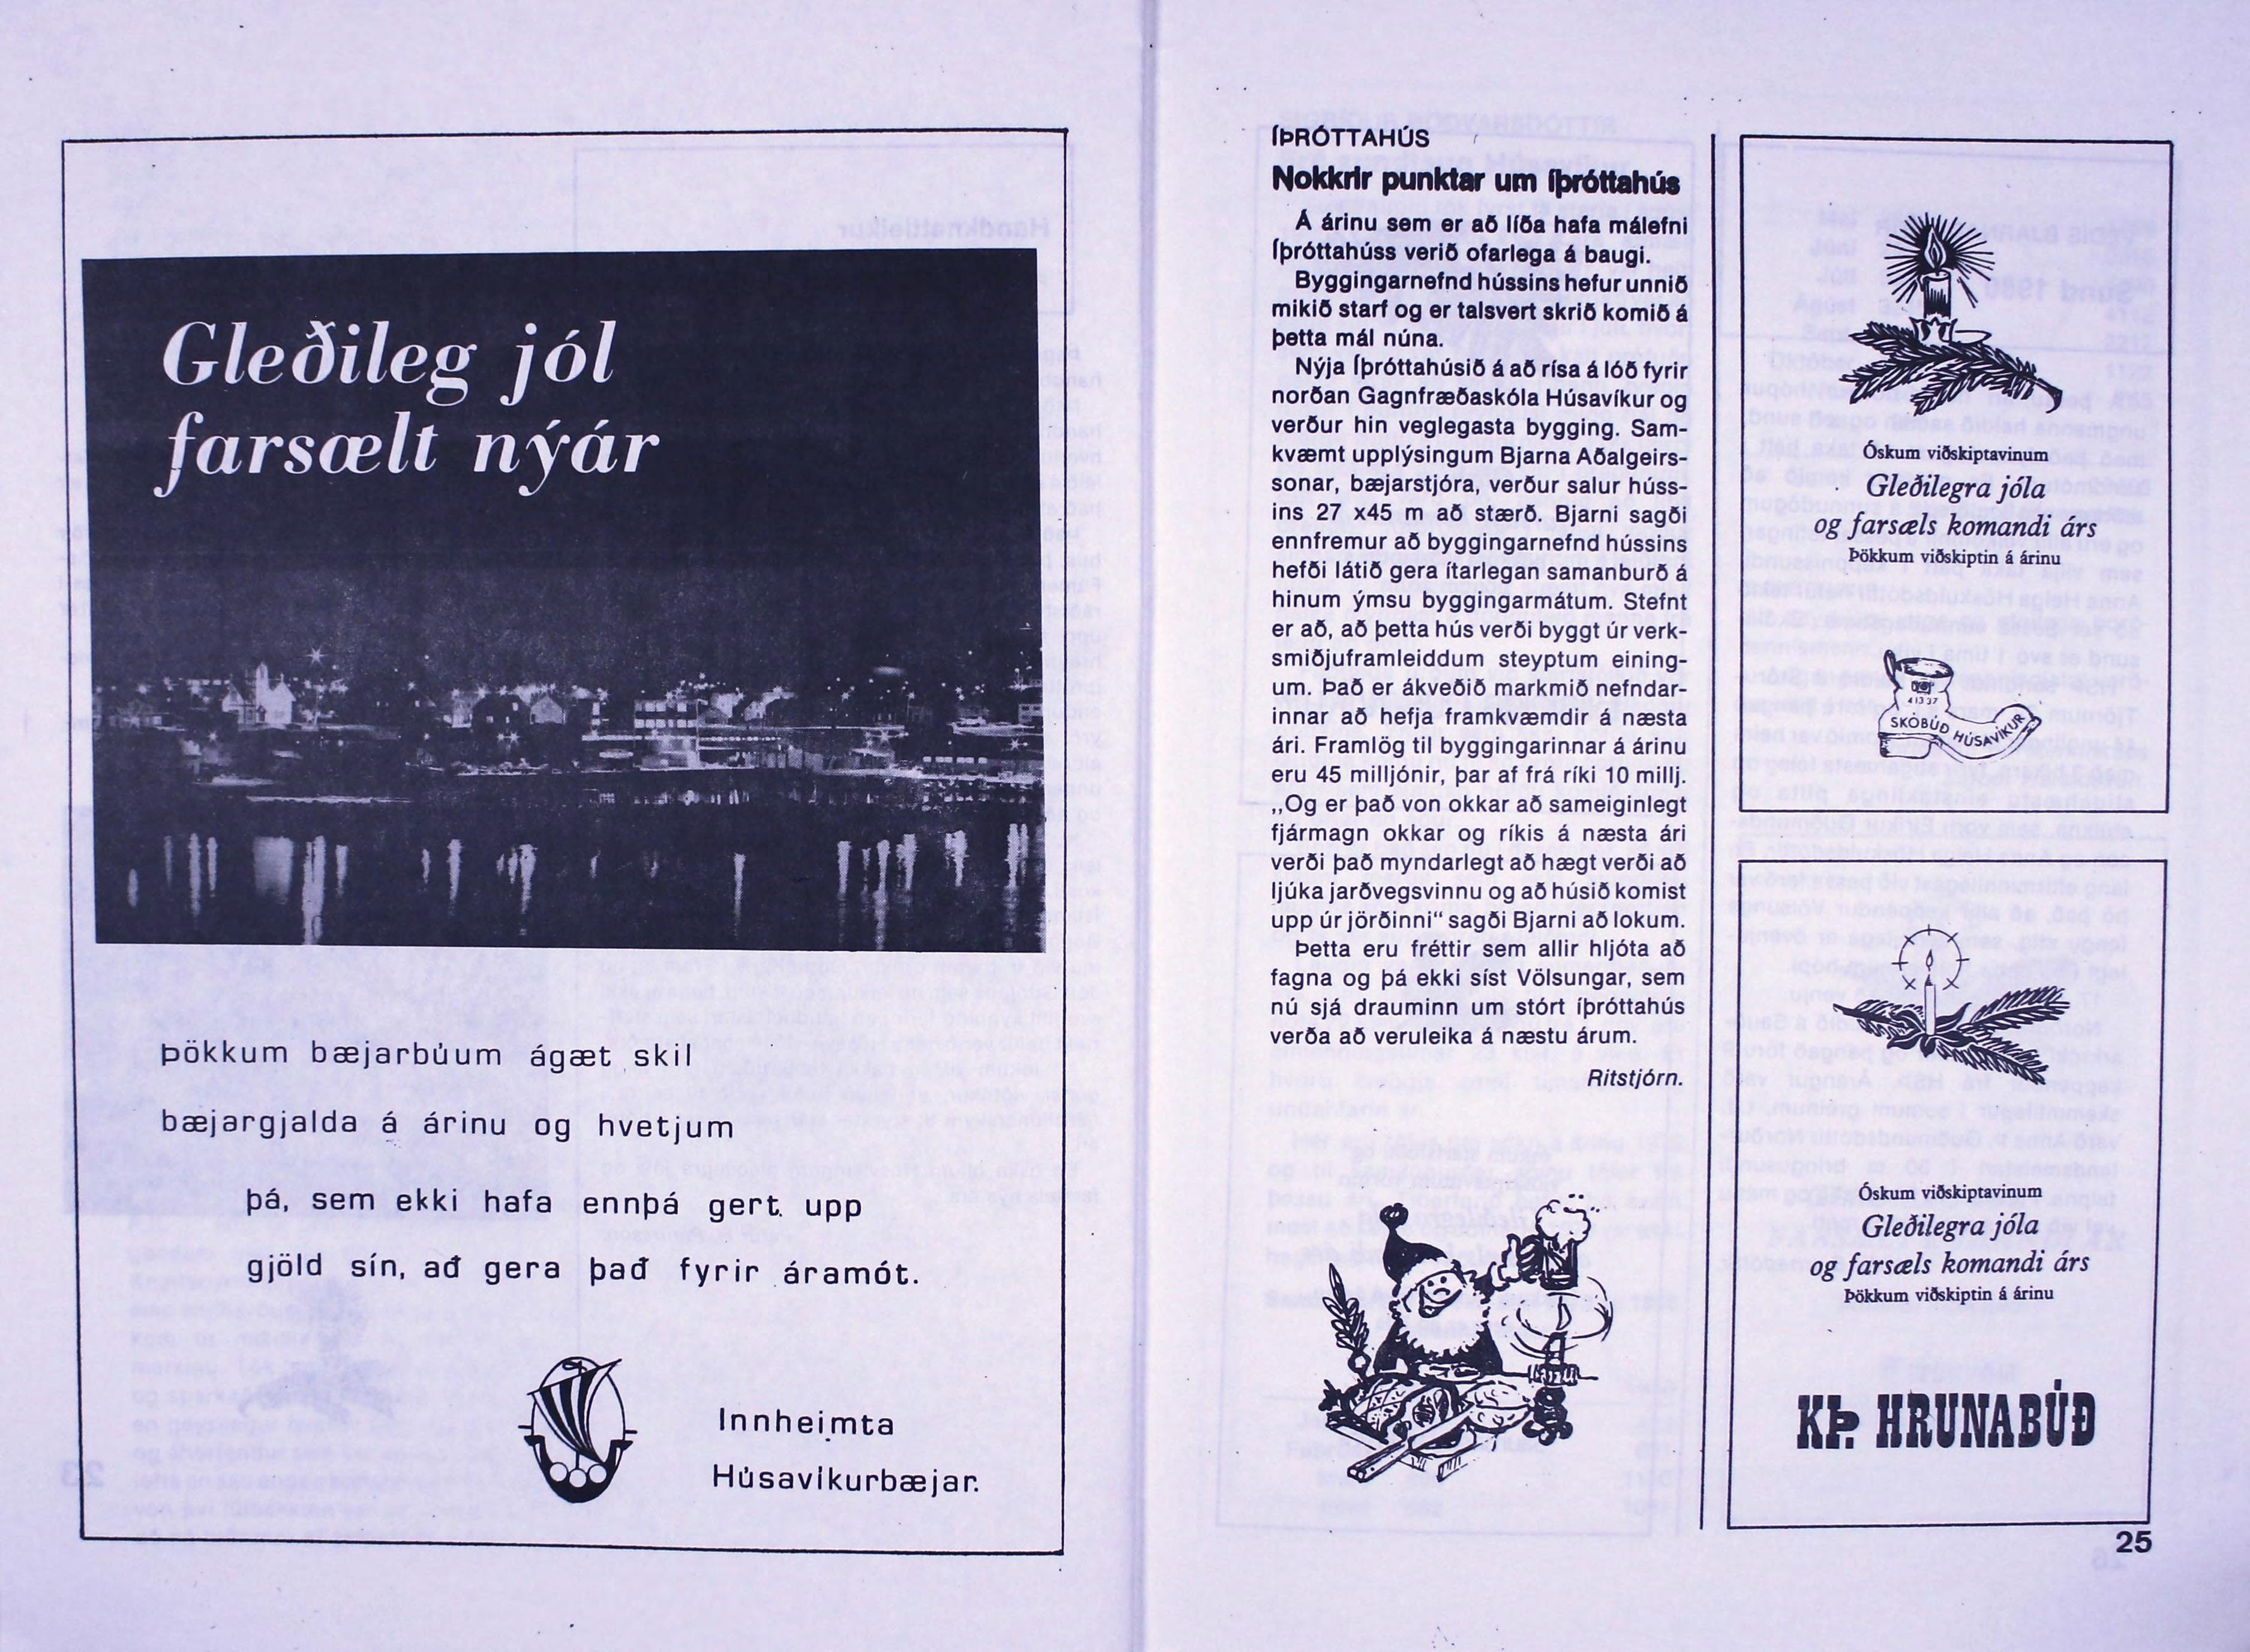 Gleðileg jól
farsælt nýár
Þökkum bæjarbúum ágæt skil
bæjargjalda á árinu og hvetjum
þá, sem ekki hafa ennþá gert upp
gjöld sín, að gera það fyrir áramót.
Innheimta
Húsavíkurbæjar.
ÍÞRÓTTAHÚS
Nokkrir punktar um íþróttahús
Á árinu sem er að líða hafa málefni
íþróttahúss verið ofarlega á baugi.
Byggingarnefnd hússins hefur unnið
mikið starf og er talsvert skrið komið á
þetta mál núna.
Nýja íþróttahúsið á að rísa á lóð fyrir
norðan Gagnfræðaskóla Húsavíkur og
verður hin veglegasta bygging. Sam-
kvæmt upplýsingum Bjarna Aðalgeirs-
sonar, bæjarstjóra, verður salur húss-
ins 27 x45 m að stærð. Bjarni sagði
ennfremur að byggingarnefnd hússins
hefði látið gera ítarlegan samanburð á
hinum ýmsu byggingarmátum. Stefnt
er að, að þetta hús verði byggt úr verk-
smiðjuframleiddum steyptum eining-
um. Það er ákveðið markmið nefndar-
innar að hefja framkvæmdir á næsta
ári. Framlög til byggingarinnar á árinu
eru 45 milljónir, þar af frá ríki 10 millj.
„Og er það von okkar að sameiginlegt
fjármagn okkar og ríkis á næsta ári
verði það myndarlegt að hægt verði að
ljúka jarðvegsvinnu og að húsið komist
upp úr jörðinni“ sagði Bjarni að lokum.
Þetta eru fréttir sem allir hljóta að
fagna og þá ekki síst Völsungar, sem
nú sjá drauminn um stórt íþróttahús
verða að veruleika á næstu árum.
Ritstjórn.
Óskum viðskiptavinum
Gleðilegra jóla
og farsæls komandi árs
Þökkum viðskiptin á árinu
41337
SKÓBÚÐ HÚSAVÍKUR
Óskum viðskiptavinum
Gleðilegra jóla
og farsæls komandi árs
Þökkum viðskiptin á árinu
KÞ. HRUNABÚÐ
25